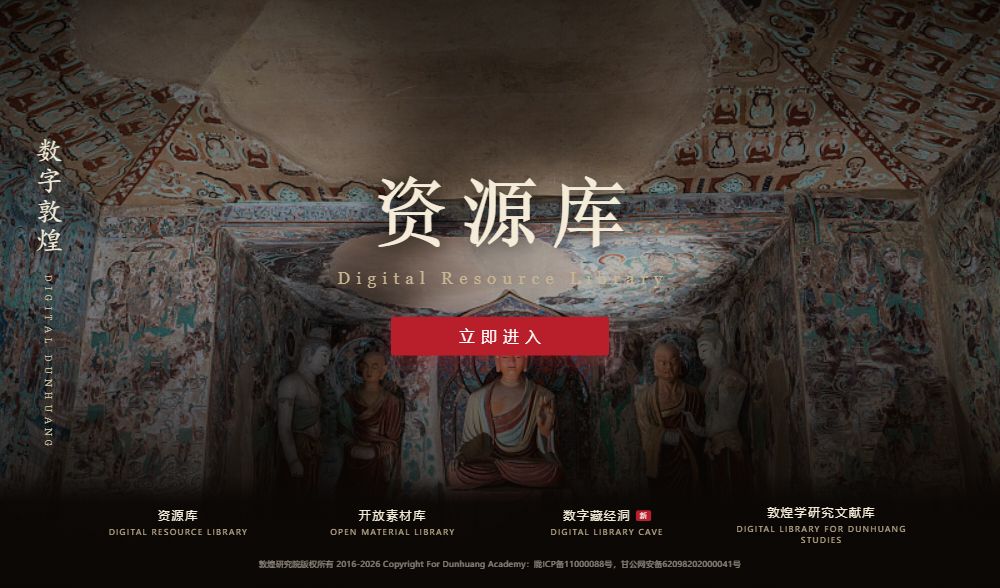 数字敦煌
DIGITAL DUNHUANG
资源库
Digital Resource Library
立即进入
资源库
DIGITAL RESOURCE LIBRARY
开放素材库
OPEN MATERIAL LIBRARY
数字藏经洞 新
DIGITAL LIBRARY CAVE
敦煌学研究文献库
DIGITAL LIBRARY FOR DUNHUANG
STUDIES
敦煌研究院版权所有 2016-2026 Copyright For Dunhuang Academy：陇ICP备11000088号，甘公网安备62098202000041号